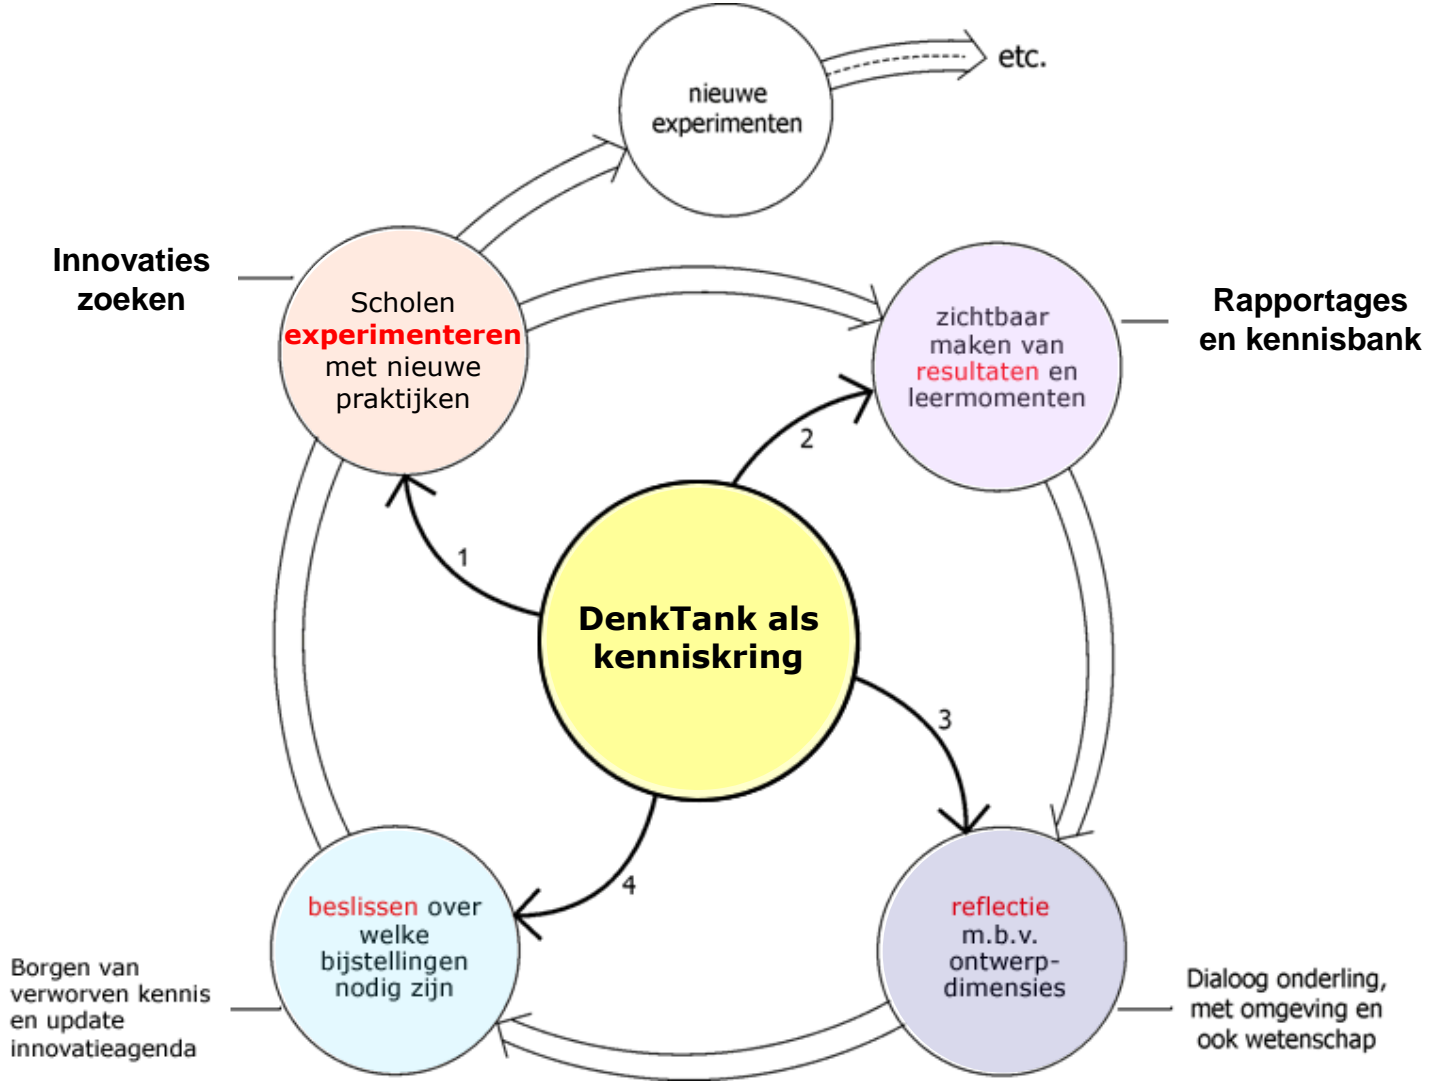 nieuwe
experimenten
etc.
Innovaties
zoeken
Scholen
experimenteren
met nieuwe
praktijken
zichtbaar
maken van
resultaten en
leermomenten
Rapportages
en kennisbank
1
2
DenkTank als
kenniskring
3
4
beslissen over
welke
bijstellingen
nodig zijn
Borgen van
verworven kennis
en update
innovatieagenda
reflectie
m.b.v.
ontwerp-
dimensies
Dialoog onderling,
met omgeving en
ook wetenschap